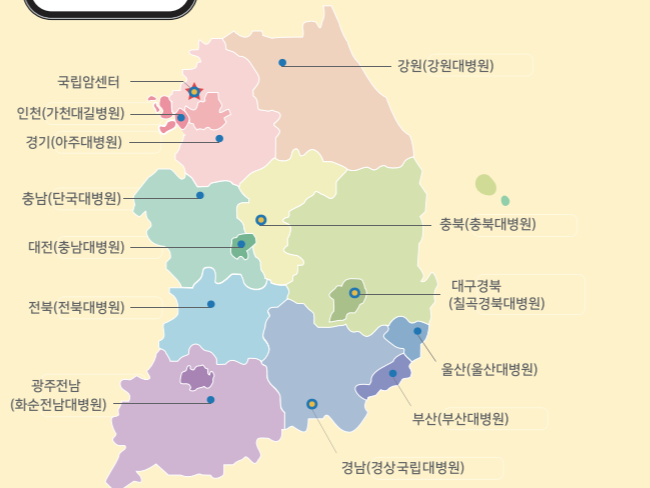 강원(강원대병원)
국립암센터
인천(가천대길병원)
경기(아주대병원)
충남(단국대병원)
충북(충북대병원)
대전(충남대병원)
대구경북
(칠곡경북대병원)
전북(전북대병원)
울산(울산대병원)
광주전남
(화순전남대병원)
부산(부산대병원)
경남(경상국립대병원)